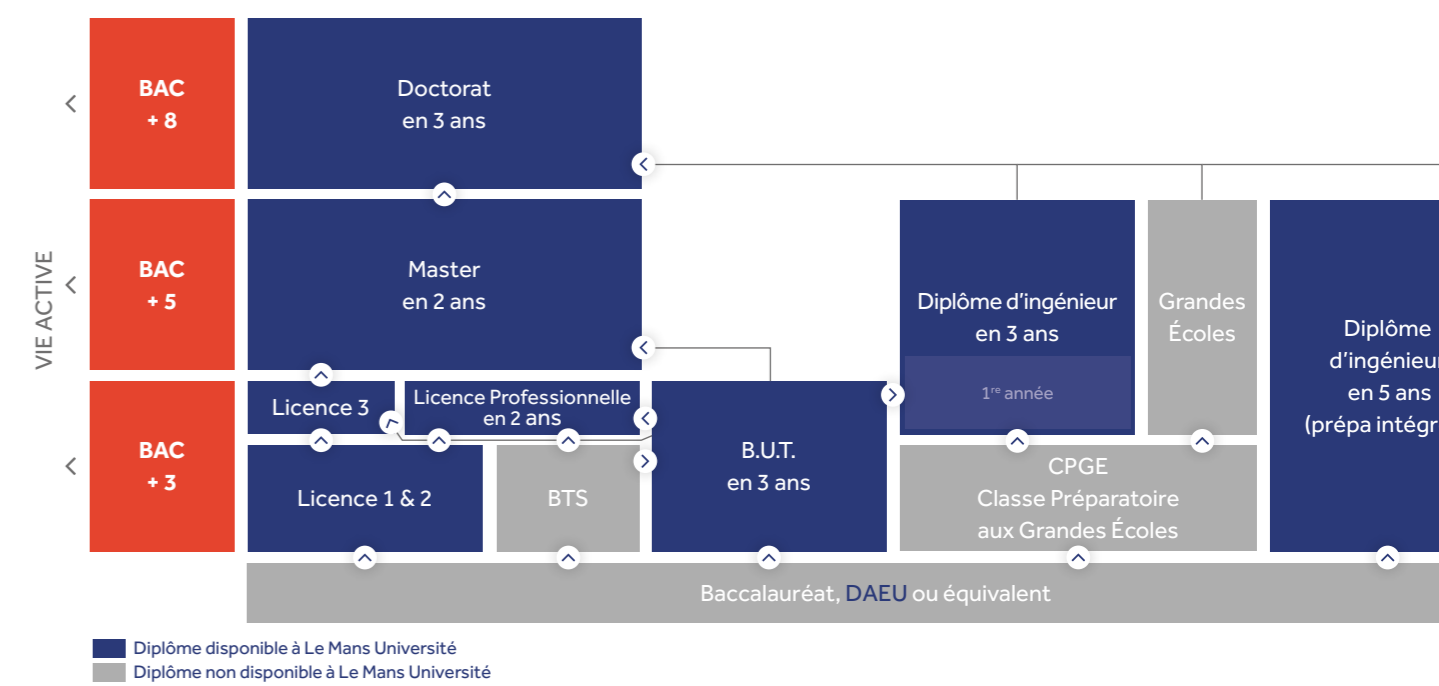 VIE ACTIVE
BAC
+ 8
Doctorat
en 3 ans
BAC
+ 5
Master
en 2 ans
Diplôme d’ingénieur
en 3 ans
1re année
Grandes
Écoles
Diplôme
d’ingénieur
en 5 ans
(prépa intégr
BAC
+ 3
Licence 3
Licence Professionnelle
en 2 ans
Licence 1 & 2
BTS
B.U.T.
en 3 ans
CPGE
Classe Préparatoire
aux Grandes Écoles
Baccalauréat, DAEU ou équivalent
Diplôme disponible à Le Mans Université
Diplôme non disponible à Le Mans Université